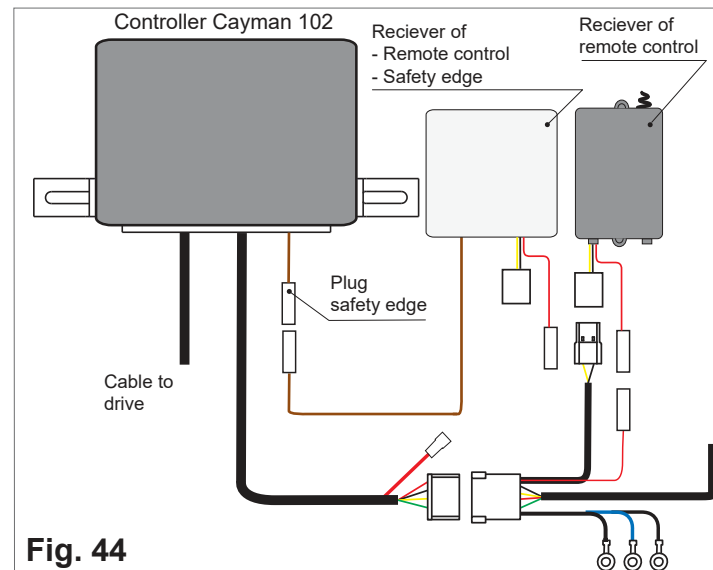 Controller Cayman 102
Reciever of
- Remote control
- Safety edge
Reciever of
remote control
Plug
safety edge
Cable to
drive
Fig. 44